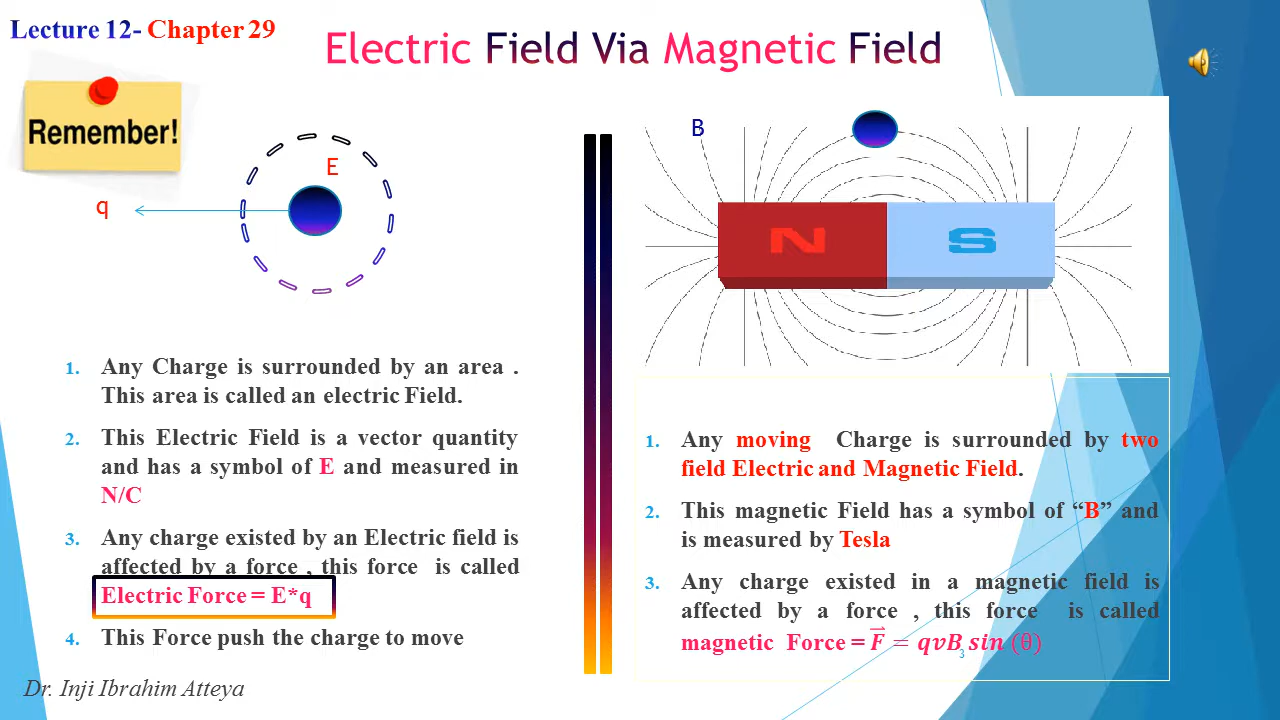 Lecture 12- Chapter 29
Electric Field Via Magnetic Field
Remember!
E
q
B
N
S
1. Any Charge is surrounded by an area .
This area is called an electric Field.
2. This Electric Field is a vector quantity
and has a symbol of E and measured in
N/C
3. Any charge existed by an Electric field is
affected by a force , this force is called
Electric Force = E*q
4. This Force push the charge to move
1. Any moving Charge is surrounded by two
field Electric and Magnetic Field.
2. This magnetic Field has a symbol of “B” and
is measured by Tesla
3. Any charge existed in a magnetic field is
affected by a force , this force is called
magnetic Force = F⃗ = qvB sin (θ)
3
Dr. Inji Ibrahim Atteya